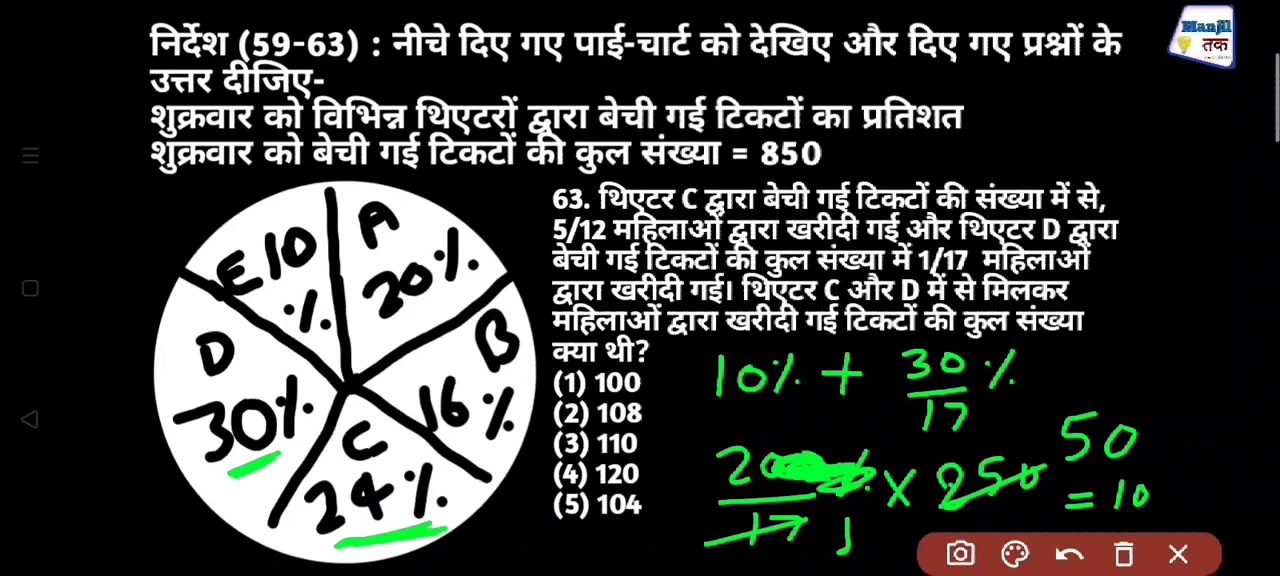 निर्देश (59-63) : नीचे दिए गए पाई-चार्ट को देखिए और दिए गए प्रश्नों के
उत्तर दीजिए-
शुक्रवार को विभिन्न थिएटरों द्वारा बेची गई टिकटों का प्रतिशत
शुक्रवार को बेची गई टिकटों की कुल संख्या = 850
Manjil
तक
63. थिएटर C द्वारा बेची गई टिकटों की संख्या में से,
5/12 महिलाओं द्वारा खरीदी गई और थिएटर D द्वारा
बेची गई टिकटों की कुल संख्या में 1/17 महिलाओं
द्वारा खरीदी गई। थिएटर C और D में से मिलकर
महिलाओं द्वारा खरीदी गई टिकटों की कुल संख्या
क्या थी?
(1) 100
(2) 108
(3) 110
(4) 120
(5) 104
A
20%
B
16%
C
24%
D
30%
E 10
%
10% + 30/17 %
50
= 10